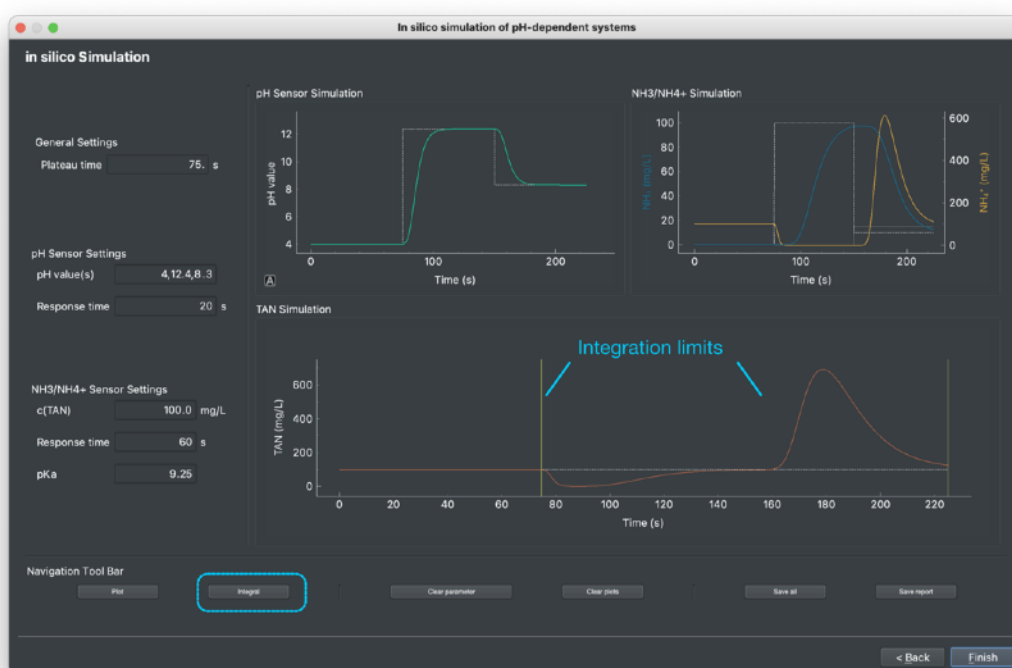 In silico simulation of pH-dependent systems
in silico Simulation
General Settings
Plateau time 75. s
pH Sensor Settings
pH value(s) 4,12.4,8.3
Response time 20 s
NH3/NH4+ Sensor Settings
c(TAN) 100.0 mg/L
Response time 60 s
pKa 9.25
pH Sensor Simulation
pH value
12
10
8
6
4
0 100 200
Time (s)
A
NH3/NH4+ Simulation
NH₃ (mg/L)
100
80
60
40
20
0
600
400
200
0
NH₄⁺ (mg/L)
0 100 200
Time (s)
TAN Simulation
Integration limits
TAN (mg/L)
600
400
200
0
0 20 40 60 80 100 120 140 160 180 200 220
Time (s)
Navigation Tool Bar
Plot Integral Clear parameter Clear plots Save all Save report
< Back Finish